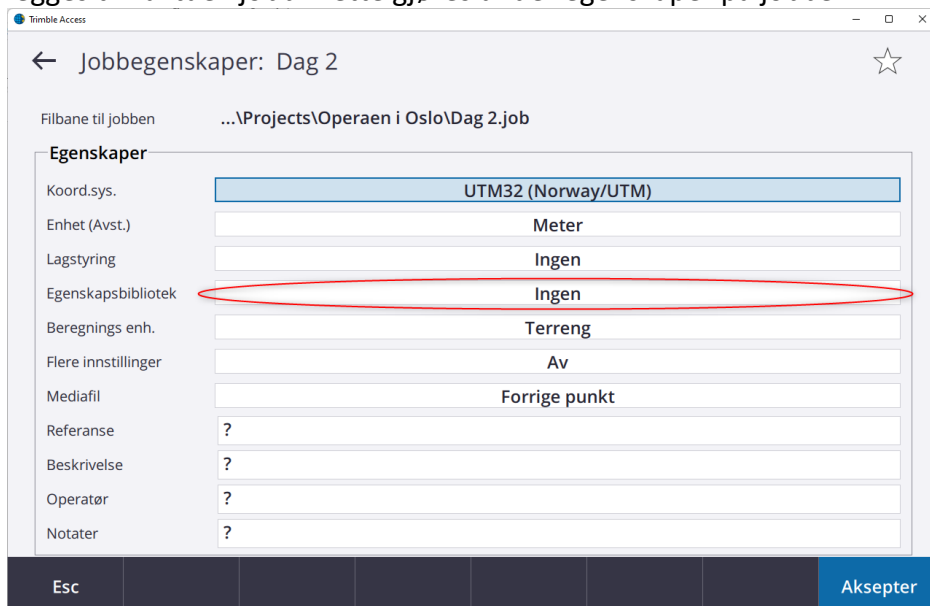 Trimble Access
Jobbegenskaper: Dag 2
Filbane til jobben ...\Projects\Operaen i Oslo\Dag 2.job
Egenskaper
Koord.sys. UTM32 (Norway/UTM)
Enhet (Avst.) Meter
Lagstyring Ingen
Egenskapsbibliotek Ingen
Beregnings enh. Terreng
Flere innstillinger Av
Mediafil Forrige punkt
Referanse ?
Beskrivelse ?
Operatør ?
Notater ?
Esc Aksepter